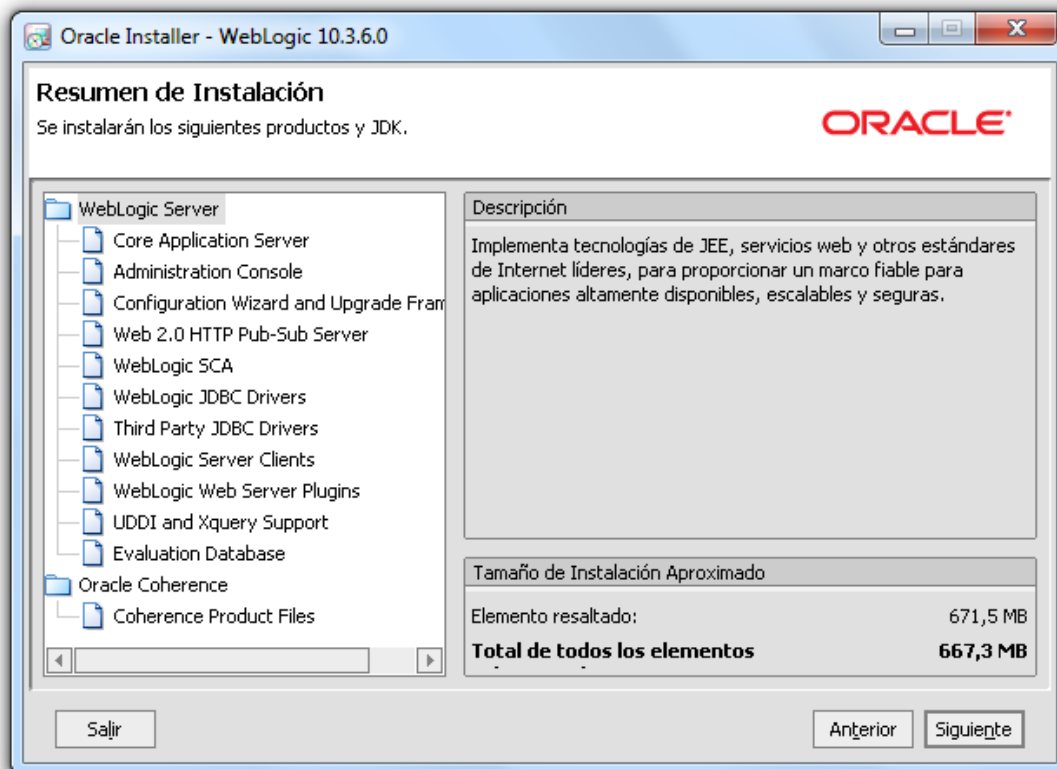 Oracle Installer - WebLogic 10.3.6.0
Resumen de Instalación
Se instalarán los siguientes productos y JDK.
ORACLE
WebLogic Server
Core Application Server
Administration Console
Configuration Wizard and Upgrade Fram
Web 2.0 HTTP Pub-Sub Server
WebLogic SCA
WebLogic JDBC Drivers
Third Party JDBC Drivers
WebLogic Server Clients
WebLogic Web Server Plugins
UDDI and Xquery Support
Evaluation Database
Oracle Coherence
Coherence Product Files
Descripción
Implementa tecnologías de JEE, servicios web y otros estándares
de Internet líderes, para proporcionar un marco fiable para
aplicaciones altamente disponibles, escalables y seguras.
Tamaño de Instalación Aproximado
Elemento resaltado: 671,5 MB
Total de todos los elementos 667,3 MB
Salir
Anterior
Siguiente